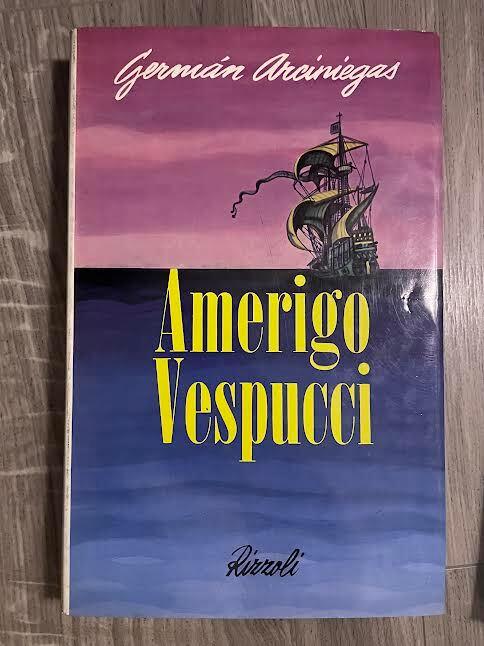 Germán Arciniegas
Amerigo
Vespucci
Rizzoli